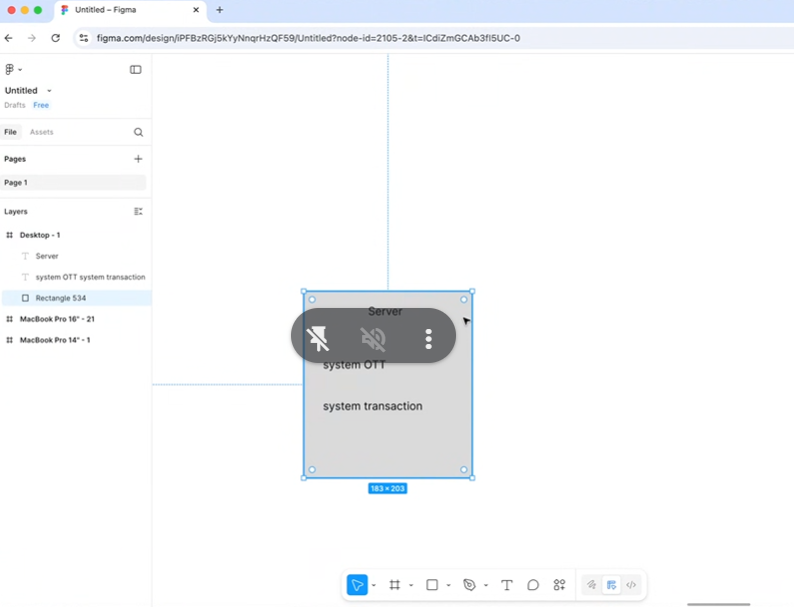 Untitled – Figma
figma.com/design/iPFBzRGj5kYyNnqrHzQF59/Untitled?node-id=2105-2&t=ICdiZmGCAb3fI5UC-0
Untitled
Drafts Free
File Assets
Pages
Page 1
Layers
Desktop - 1
Server
system OTT system transaction
Rectangle 534
MacBook Pro 16" - 21
MacBook Pro 14" - 1
Server
system OTT
system transaction
183 × 203